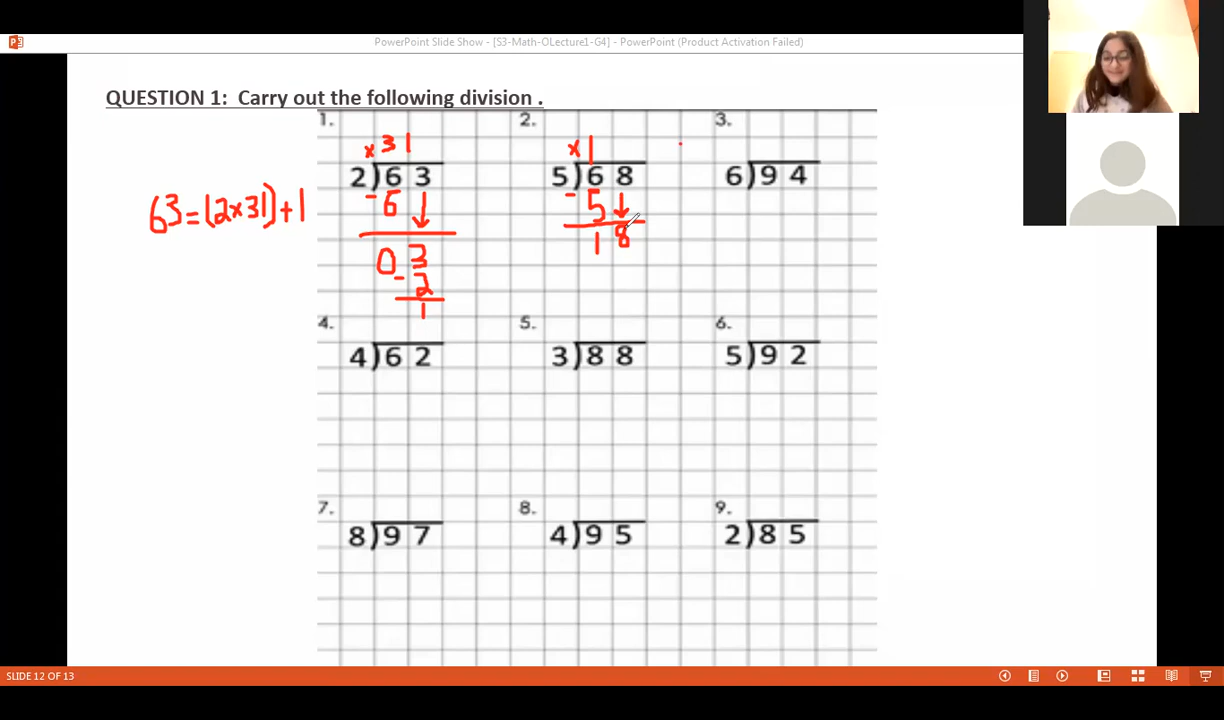 PowerPoint Slide Show - [S3-Math-OLecture1-G4] - PowerPoint (Product Activation Failed)
QUESTION 1: Carry out the following division .
1. 2. 3.
x 3 1 x 1
2)6 3 5)6 8 6)9 4
63 = (2x31) + 1
- 6 ↓ - 5 ↓
0 3 1 8
- 2
1
4. 5. 6.
4)6 2 3)8 8 5)9 2
7. 8. 9.
8)9 7 4)9 5 2)8 5
SLIDE 12 OF 13